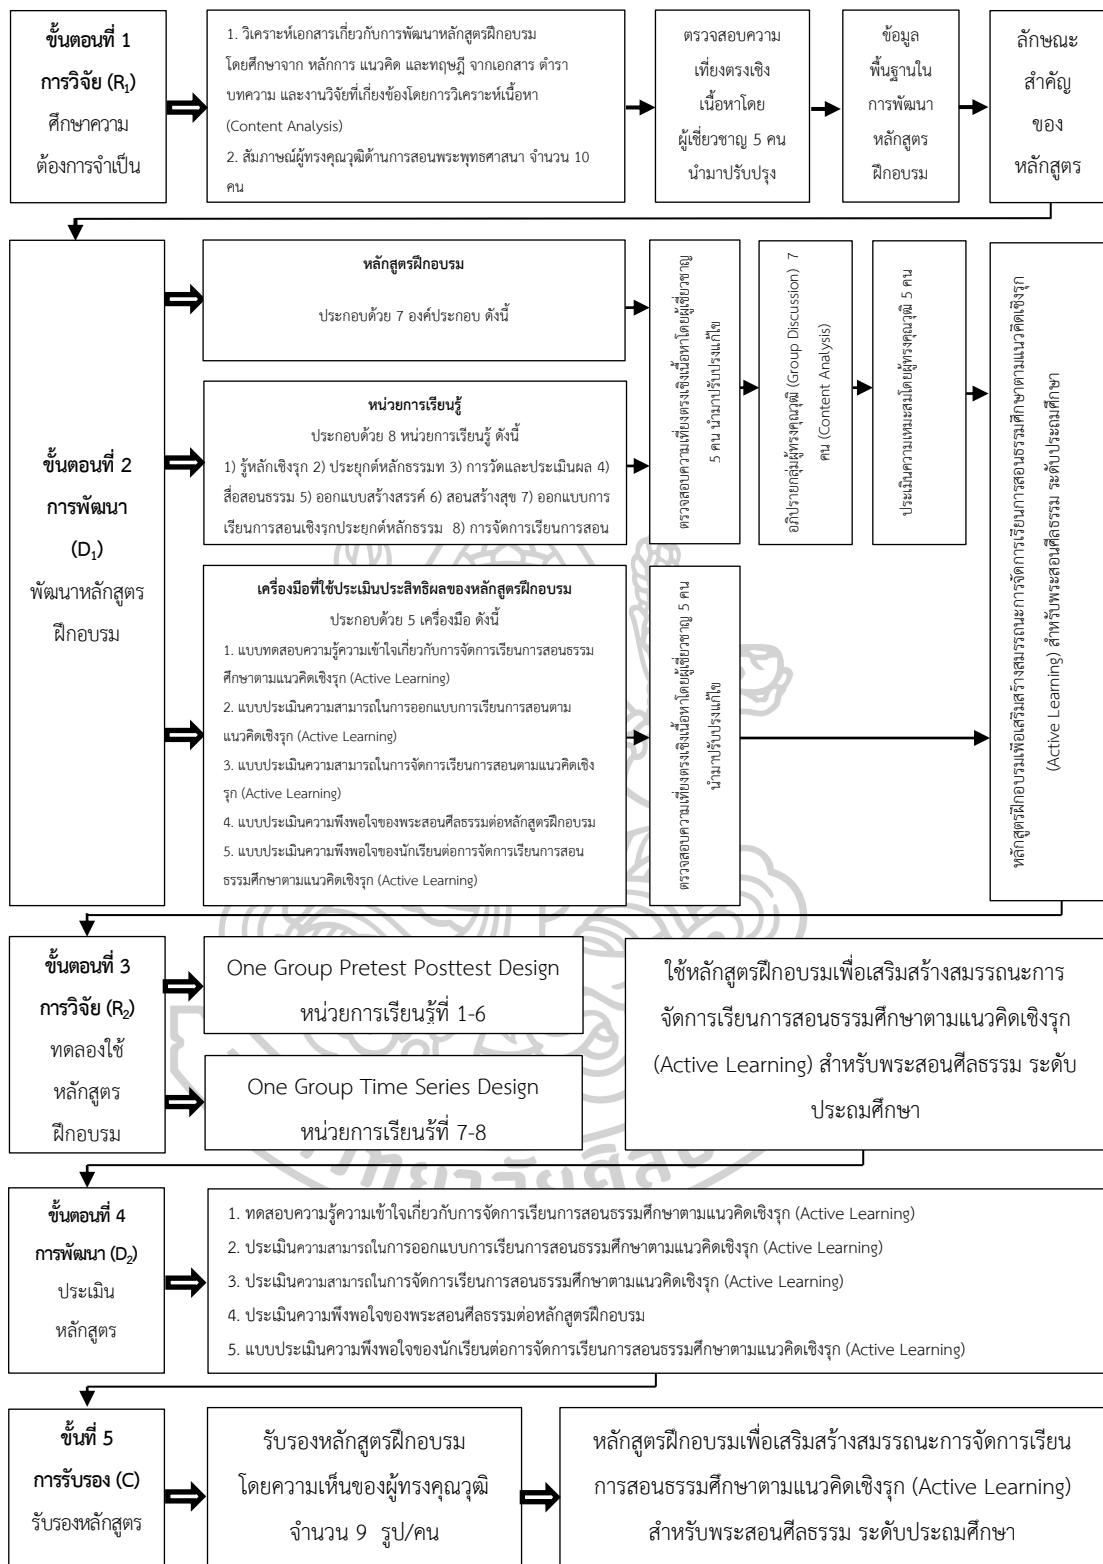 ขั้นตอนที่ 1
การวิจัย (R1)
ศึกษาความ
ต้องการจำเป็น
1. วิเคราะห์เอกสารเกี่ยวกับการพัฒนาหลักสูตรฝึกอบรม
โดยศึกษาจาก หลักการ แนวคิด และทฤษฎี จากเอกสาร ตำรา
บทความ และงานวิจัยที่เกี่ยงข้องโดยการวิเคราะห์เนื้อหา
(Content Analysis)
2. สัมภาษณ์ผู้ทรงคุณวุฒิด้านการสอนพระพุทธศาสนา จำนวน 10
คน
ตรวจสอบความ
เที่ยงตรงเชิง
เนื้อหาโดย
ผู้เชี่ยวชาญ 5 คน
นำมาปรับปรุง
ข้อมูล
พื้นฐานใน
การพัฒนา
หลักสูตร
ฝึกอบรม
ลักษณะ
สำคัญ
ของ
หลักสูตร
ขั้นตอนที่ 2
การพัฒนา
(D1)
พัฒนาหลักสูตร
ฝึกอบรม
หลักสูตรฝึกอบรม
ประกอบด้วย 7 องค์ประกอบ ดังนี้
หน่วยการเรียนรู้
ประกอบด้วย 8 หน่วยการเรียนรู้ ดังนี้
1) รู้หลักเชิงรุก 2) ประยุกต์หลักธรรมท 3) การวัดและประเมินผล 4)
สื่อสอนธรรม 5) ออกแบบสร้างสรรค์ 6) สอนสร้างสุข 7) ออกแบบการ
เรียนการสอนเชิงรุกประยุกต์หลักธรรม 8) การจัดการเรียนการสอน
เครื่องมือที่ใช้ประเมินประสิทธิผลของหลักสูตรฝึกอบรม
ประกอบด้วย 5 เครื่องมือ ดังนี้
1. แบบทดสอบความรู้ความเข้าใจเกี่ยวกับการจัดการเรียนการสอนธรรม
ศึกษาตามแนวคิดเชิงรุก (Active Learning)
2. แบบประเมินความสามารถในการออกแบบการเรียนการสอนตาม
แนวคิดเชิงรุก (Active Learning)
3. แบบประเมินความสามารถในการจัดการเรียนการสอนตามแนวคิดเชิง
รุก (Active Learning)
4. แบบประเมินความพึงพอใจของพระสอนศีลธรรมต่อหลักสูตรฝึกอบรม
5. แบบประเมินความพึงพอใจของนักเรียนต่อการจัดการเรียนการสอน
ธรรมศึกษาตามแนวคิดเชิงรุก (Active Learning)
ตรวจสอบความเที่ยงตรงเชิงเนื้อหาโดยผู้เชี่ยวชาญ
5 คน นำมาปรับปรุงแก้ไข
อภิปรายกลุ่มผู้ทรงคุณวุฒิ (Group Discussion) 7
คน (Content Analysis)
ประเมินความเหมาะสมโดยผู้ทรงคุณวุฒิ 5 คน
ตรวจสอบความเที่ยงตรงเชิงเนื้อหาโดยผู้เชี่ยวชาญ 5 คน
นำมาปรับปรุงแก้ไข
หลักสูตรฝึกอบรมเพื่อเสริมสร้างสมรรถนะการจัดการเรียนการสอนธรรมศึกษาตามแนวคิดเชิงรุก
(Active Learning) สำหรับพระสอนศีลธรรม ระดับประถมศึกษา
ขั้นตอนที่ 3
การวิจัย (R2)
ทดลองใช้
หลักสูตร
ฝึกอบรม
One Group Pretest Posttest Design
หน่วยการเรียนรู้ที่ 1-6
One Group Time Series Design
หน่วยการเรียนรู้ที่ 7-8
ใช้หลักสูตรฝึกอบรมเพื่อเสริมสร้างสมรรถนะการ
จัดการเรียนการสอนธรรมศึกษาตามแนวคิดเชิงรุก
(Active Learning) สำหรับพระสอนศีลธรรม ระดับ
ประถมศึกษา
ขั้นตอนที่ 4
การพัฒนา (D2)
ประเมิน
หลักสูตร
1. ทดสอบความรู้ความเข้าใจเกี่ยวกับการจัดการเรียนการสอนธรรมศึกษาตามแนวคิดเชิงรุก (Active Learning)
2. ประเมินความสามารถในการออกแบบการเรียนการสอนธรรมศึกษาตามแนวคิดเชิงรุก (Active Learning)
3. ประเมินความสามารถในการจัดการเรียนการสอนธรรมศึกษาตามแนวคิดเชิงรุก (Active Learning)
4. ประเมินความพึงพอใจของพระสอนศีลธรรมต่อหลักสูตรฝึกอบรม
5. แบบประเมินความพึงพอใจของนักเรียนต่อการจัดการเรียนการสอนธรรมศึกษาตามแนวคิดเชิงรุก (Active Learning)
ขั้นที่ 5
การรับรอง (C)
รับรองหลักสูตร
รับรองหลักสูตรฝึกอบรม
โดยความเห็นของผู้ทรงคุณวุฒิ
จำนวน 9 รูป/คน
หลักสูตรฝึกอบรมเพื่อเสริมสร้างสมรรถนะการจัดการเรียน
การสอนธรรมศึกษาตามแนวคิดเชิงรุก (Active Learning)
สำหรับพระสอนศีลธรรม ระดับประถมศึกษา